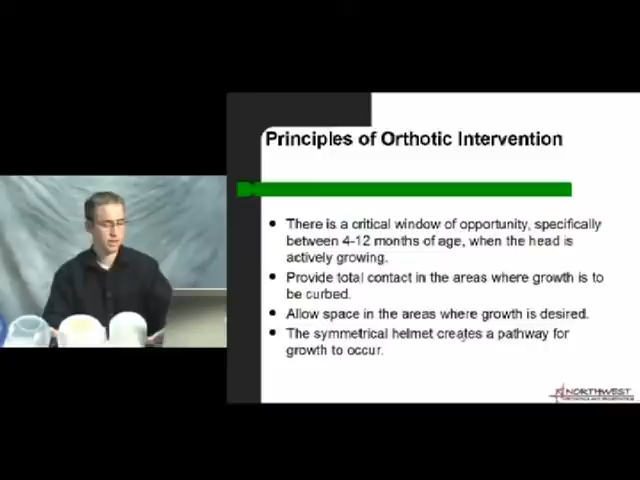 Principles of Orthotic Intervention
There is a critical window of opportunity, specifically
between 4-12 months of age, when the head is
actively growing.
Provide total contact in the areas where growth is to
be curbed.
Allow space in the areas where growth is desired.
The symmetrical helmet creates a pathway for
growth to occur.
NORTHWEST